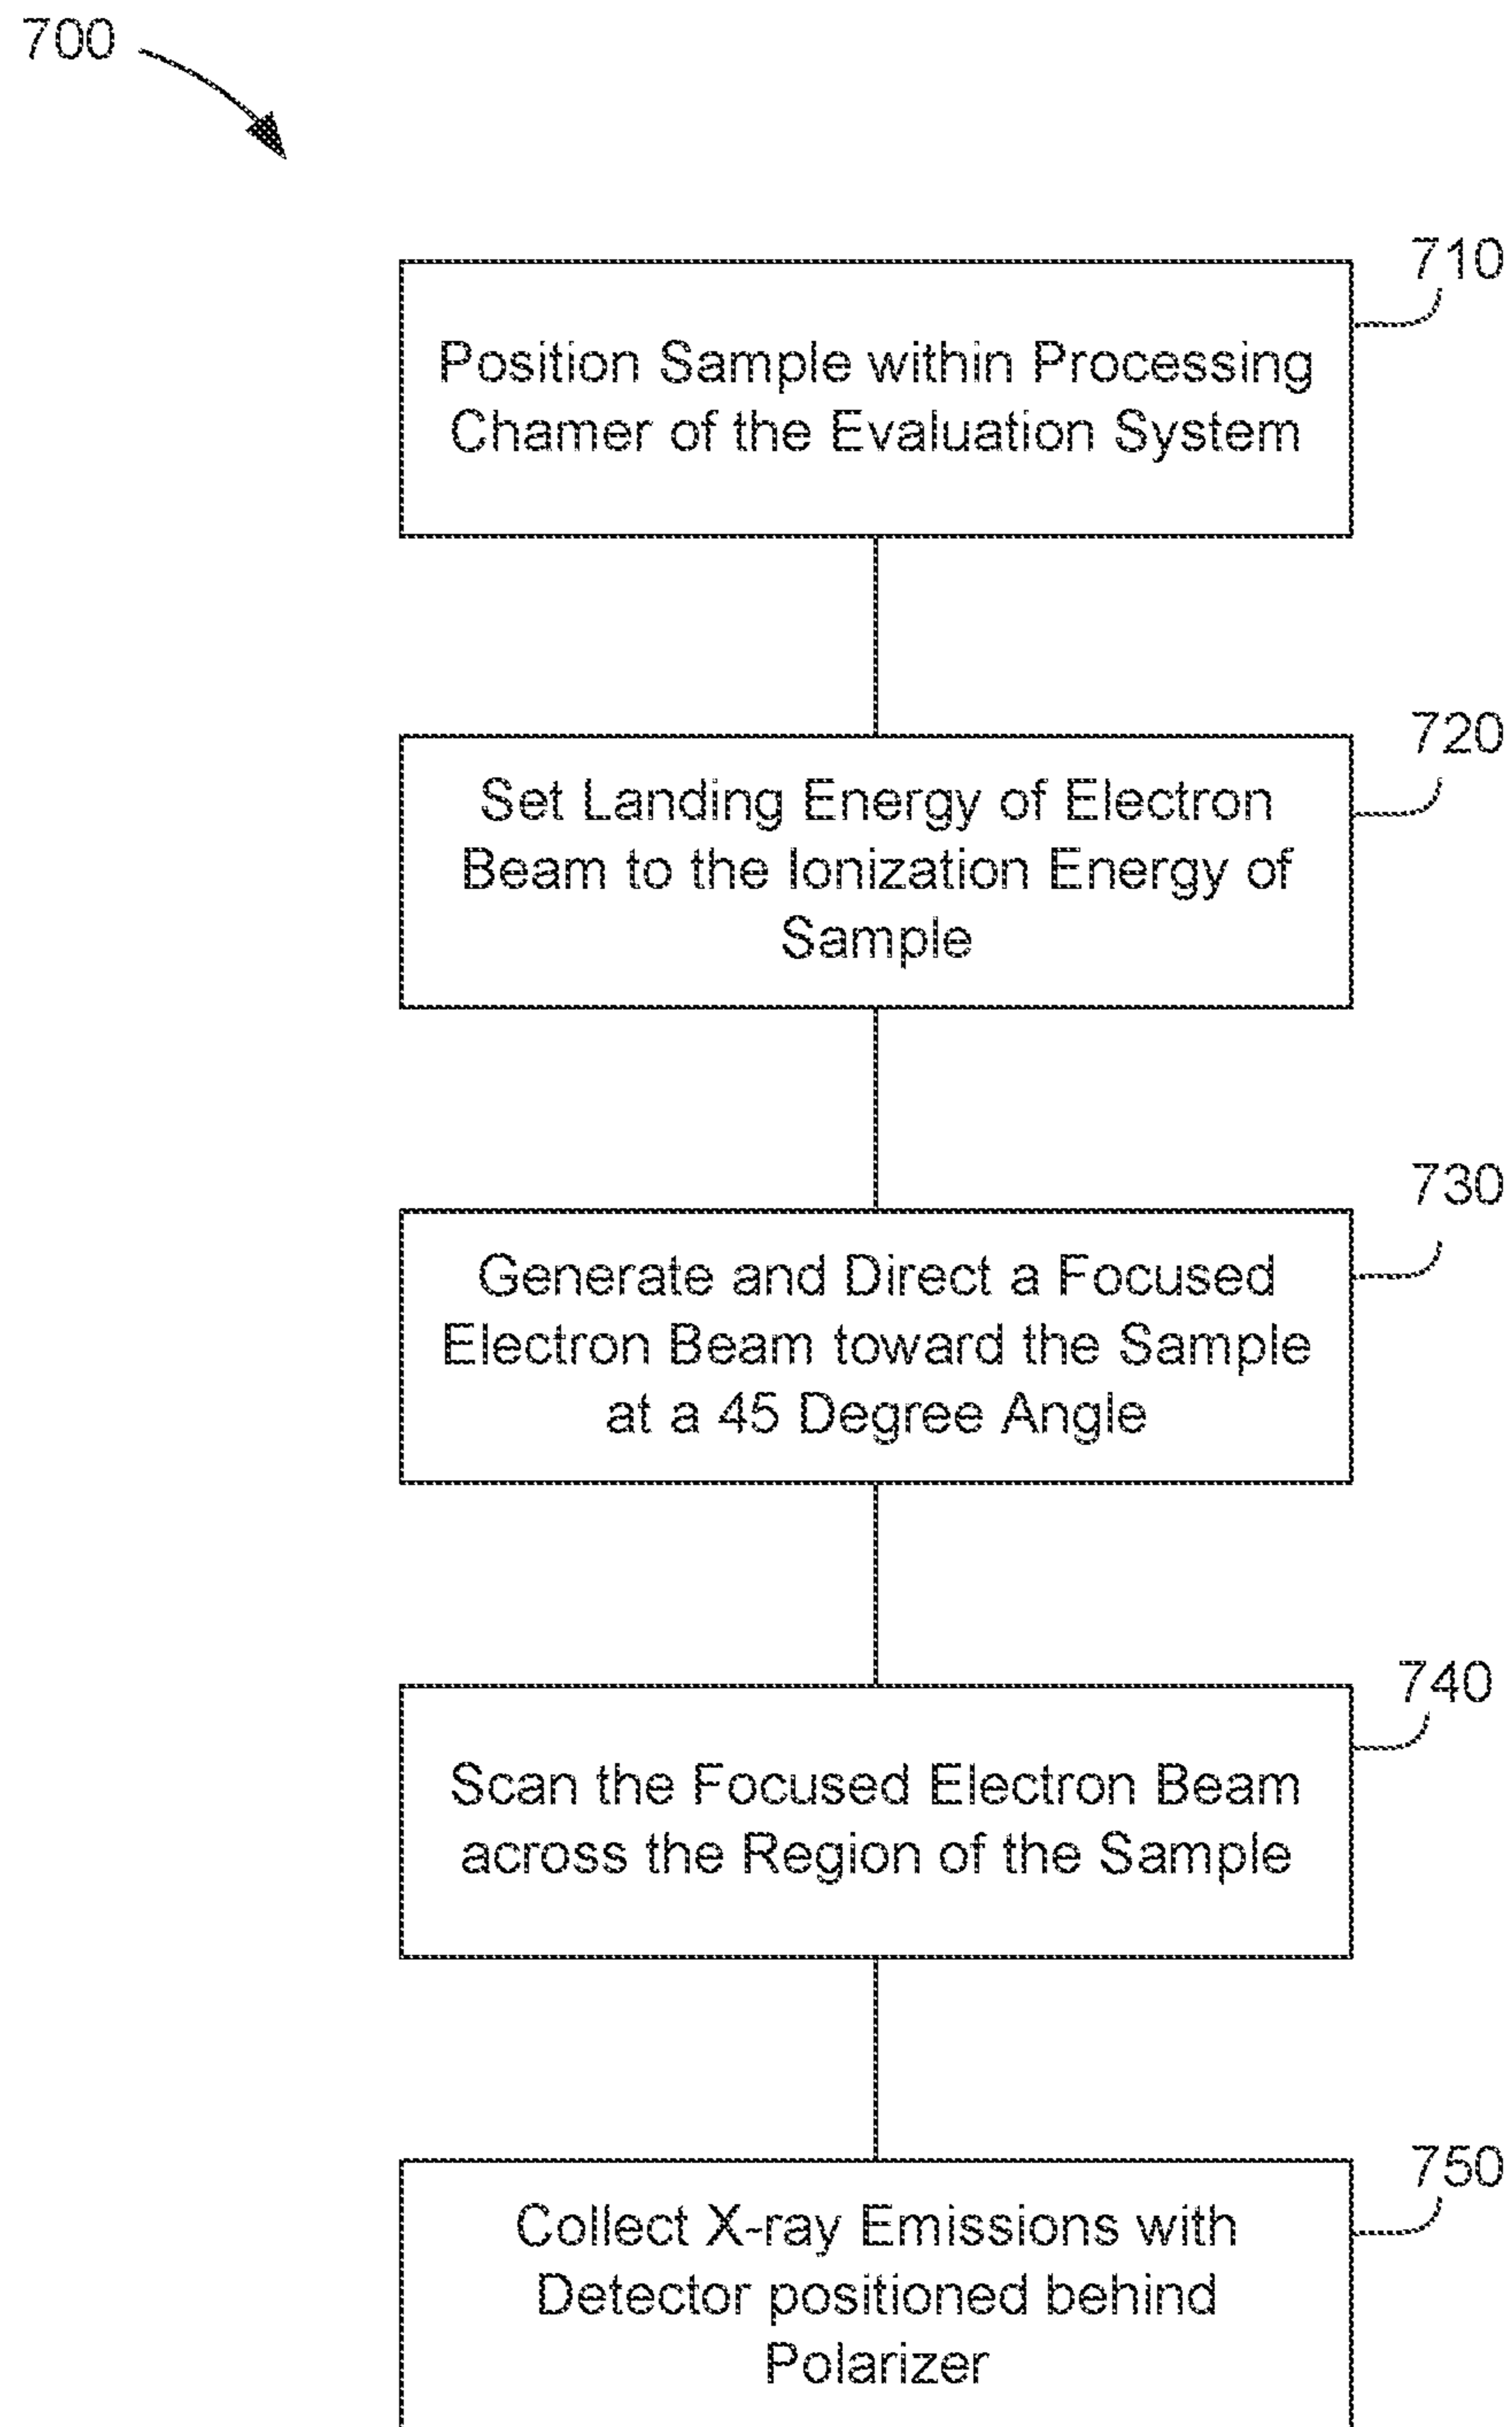 700
710
Position Sample within Processing
Chamer of the Evaluation System
720
Set Landing Energy of Electron
Beam to the Ionization Energy of
Sample
730
Generate and Direct a Focused
Electron Beam toward the Sample
at a 45 Degree Angle
740
Scan the Focused Electron Beam
across the Region of the Sample
750
Collect X-ray Emissions with
Detector positioned behind
Polarizer